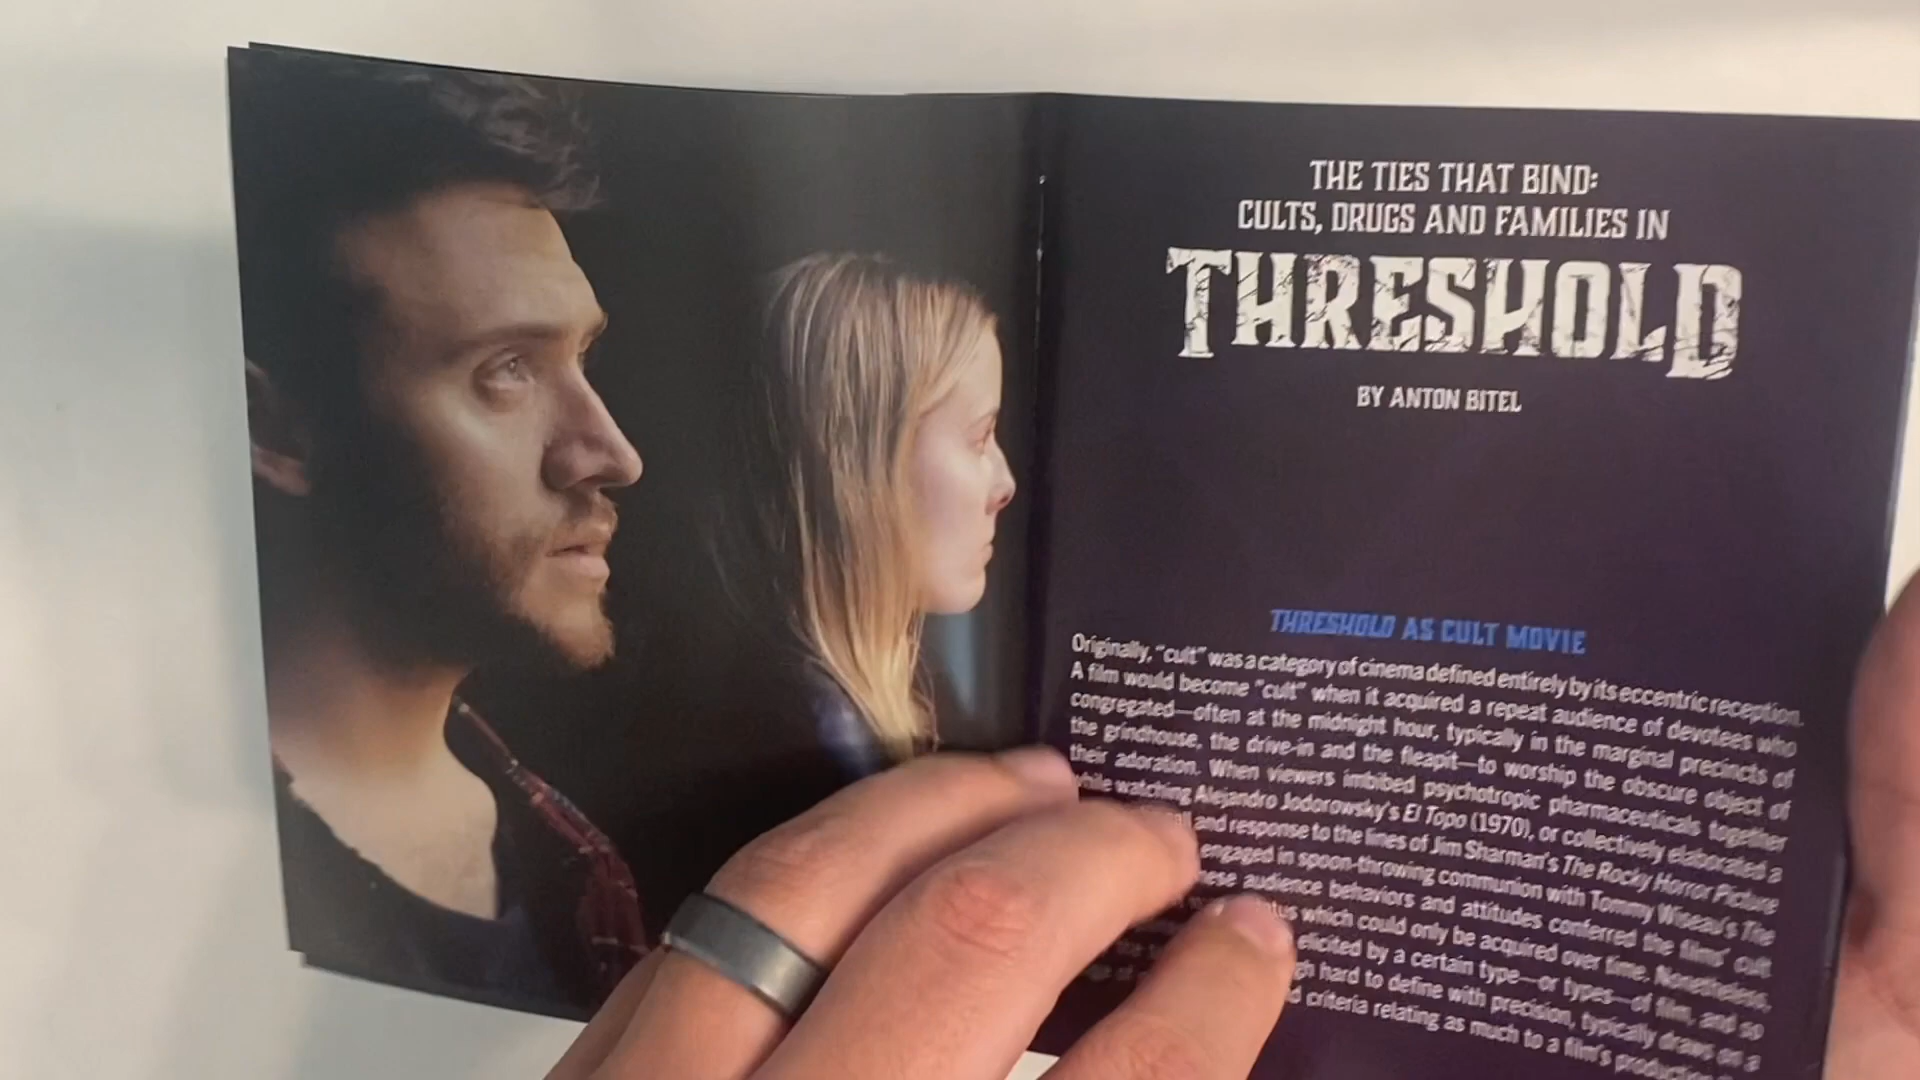 THE TIES THAT BIND:
CULTS, DRUGS AND FAMILIES IN
THRESHOLD
BY ANTON BITEL
THRESHOLD AS CULT MOVIE
Originally, “cult” was a category of cinema defined entirely by its eccentric reception.
A film would become “cult” when it acquired a repeat audience of devotees who
congregated—often at the midnight hour, typically in the marginal precincts of
the grindhouse, the drive-in and the fleapit—to worship the obscure object of
their adoration. When viewers imbibed psychotropic pharmaceuticals together
while watching Alejandro Jodorowsky’s El Topo (1970), or collectively elaborated a
and response to the lines of Jim Sharman’s The Rocky Horror Picture
engaged in spoon-throwing communion with Tommy Wiseau’s The
audience behaviors and attitudes conferred the films’ cult
which could only be acquired over time. Nonetheless,
elicited by a certain type—or types—of film, and so
hard to define with precision, typically draws on a
criteria relating as much to a film’s production